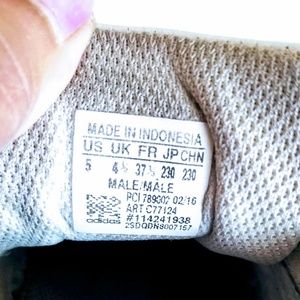 MADE IN INDONESIA
US UK FR JP CHN
5 4½ 37⅓ 230 230
MALE/MALE
PCI 789002 02/16
ART C77124
#114241938
adidas 2SDQDN8007157